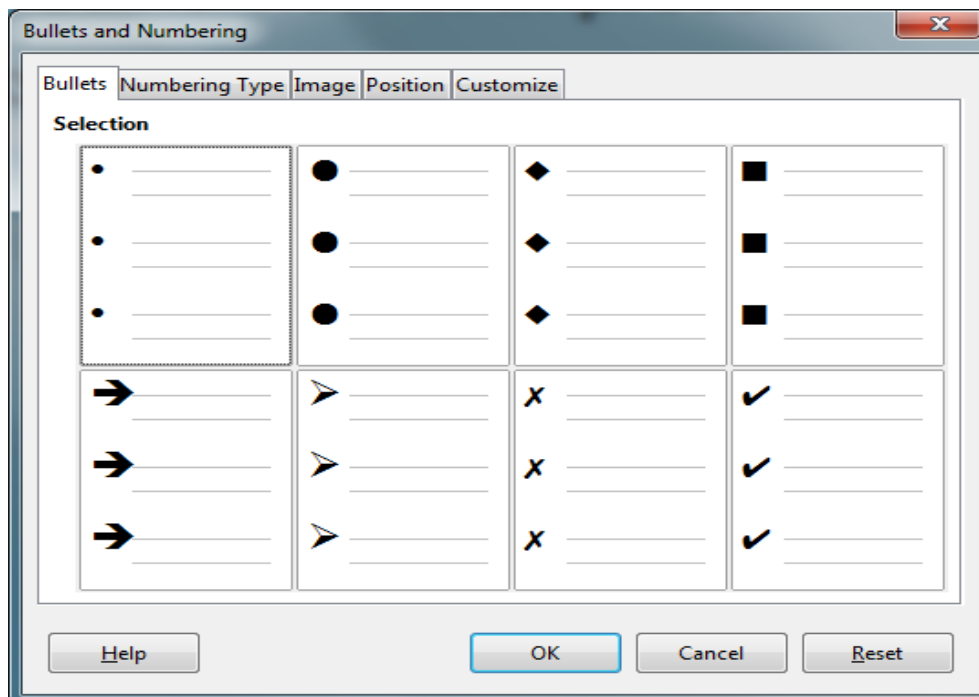 Bullets and Numbering
Bullets Numbering Type Image Position Customize
Selection
Help OK Cancel Reset